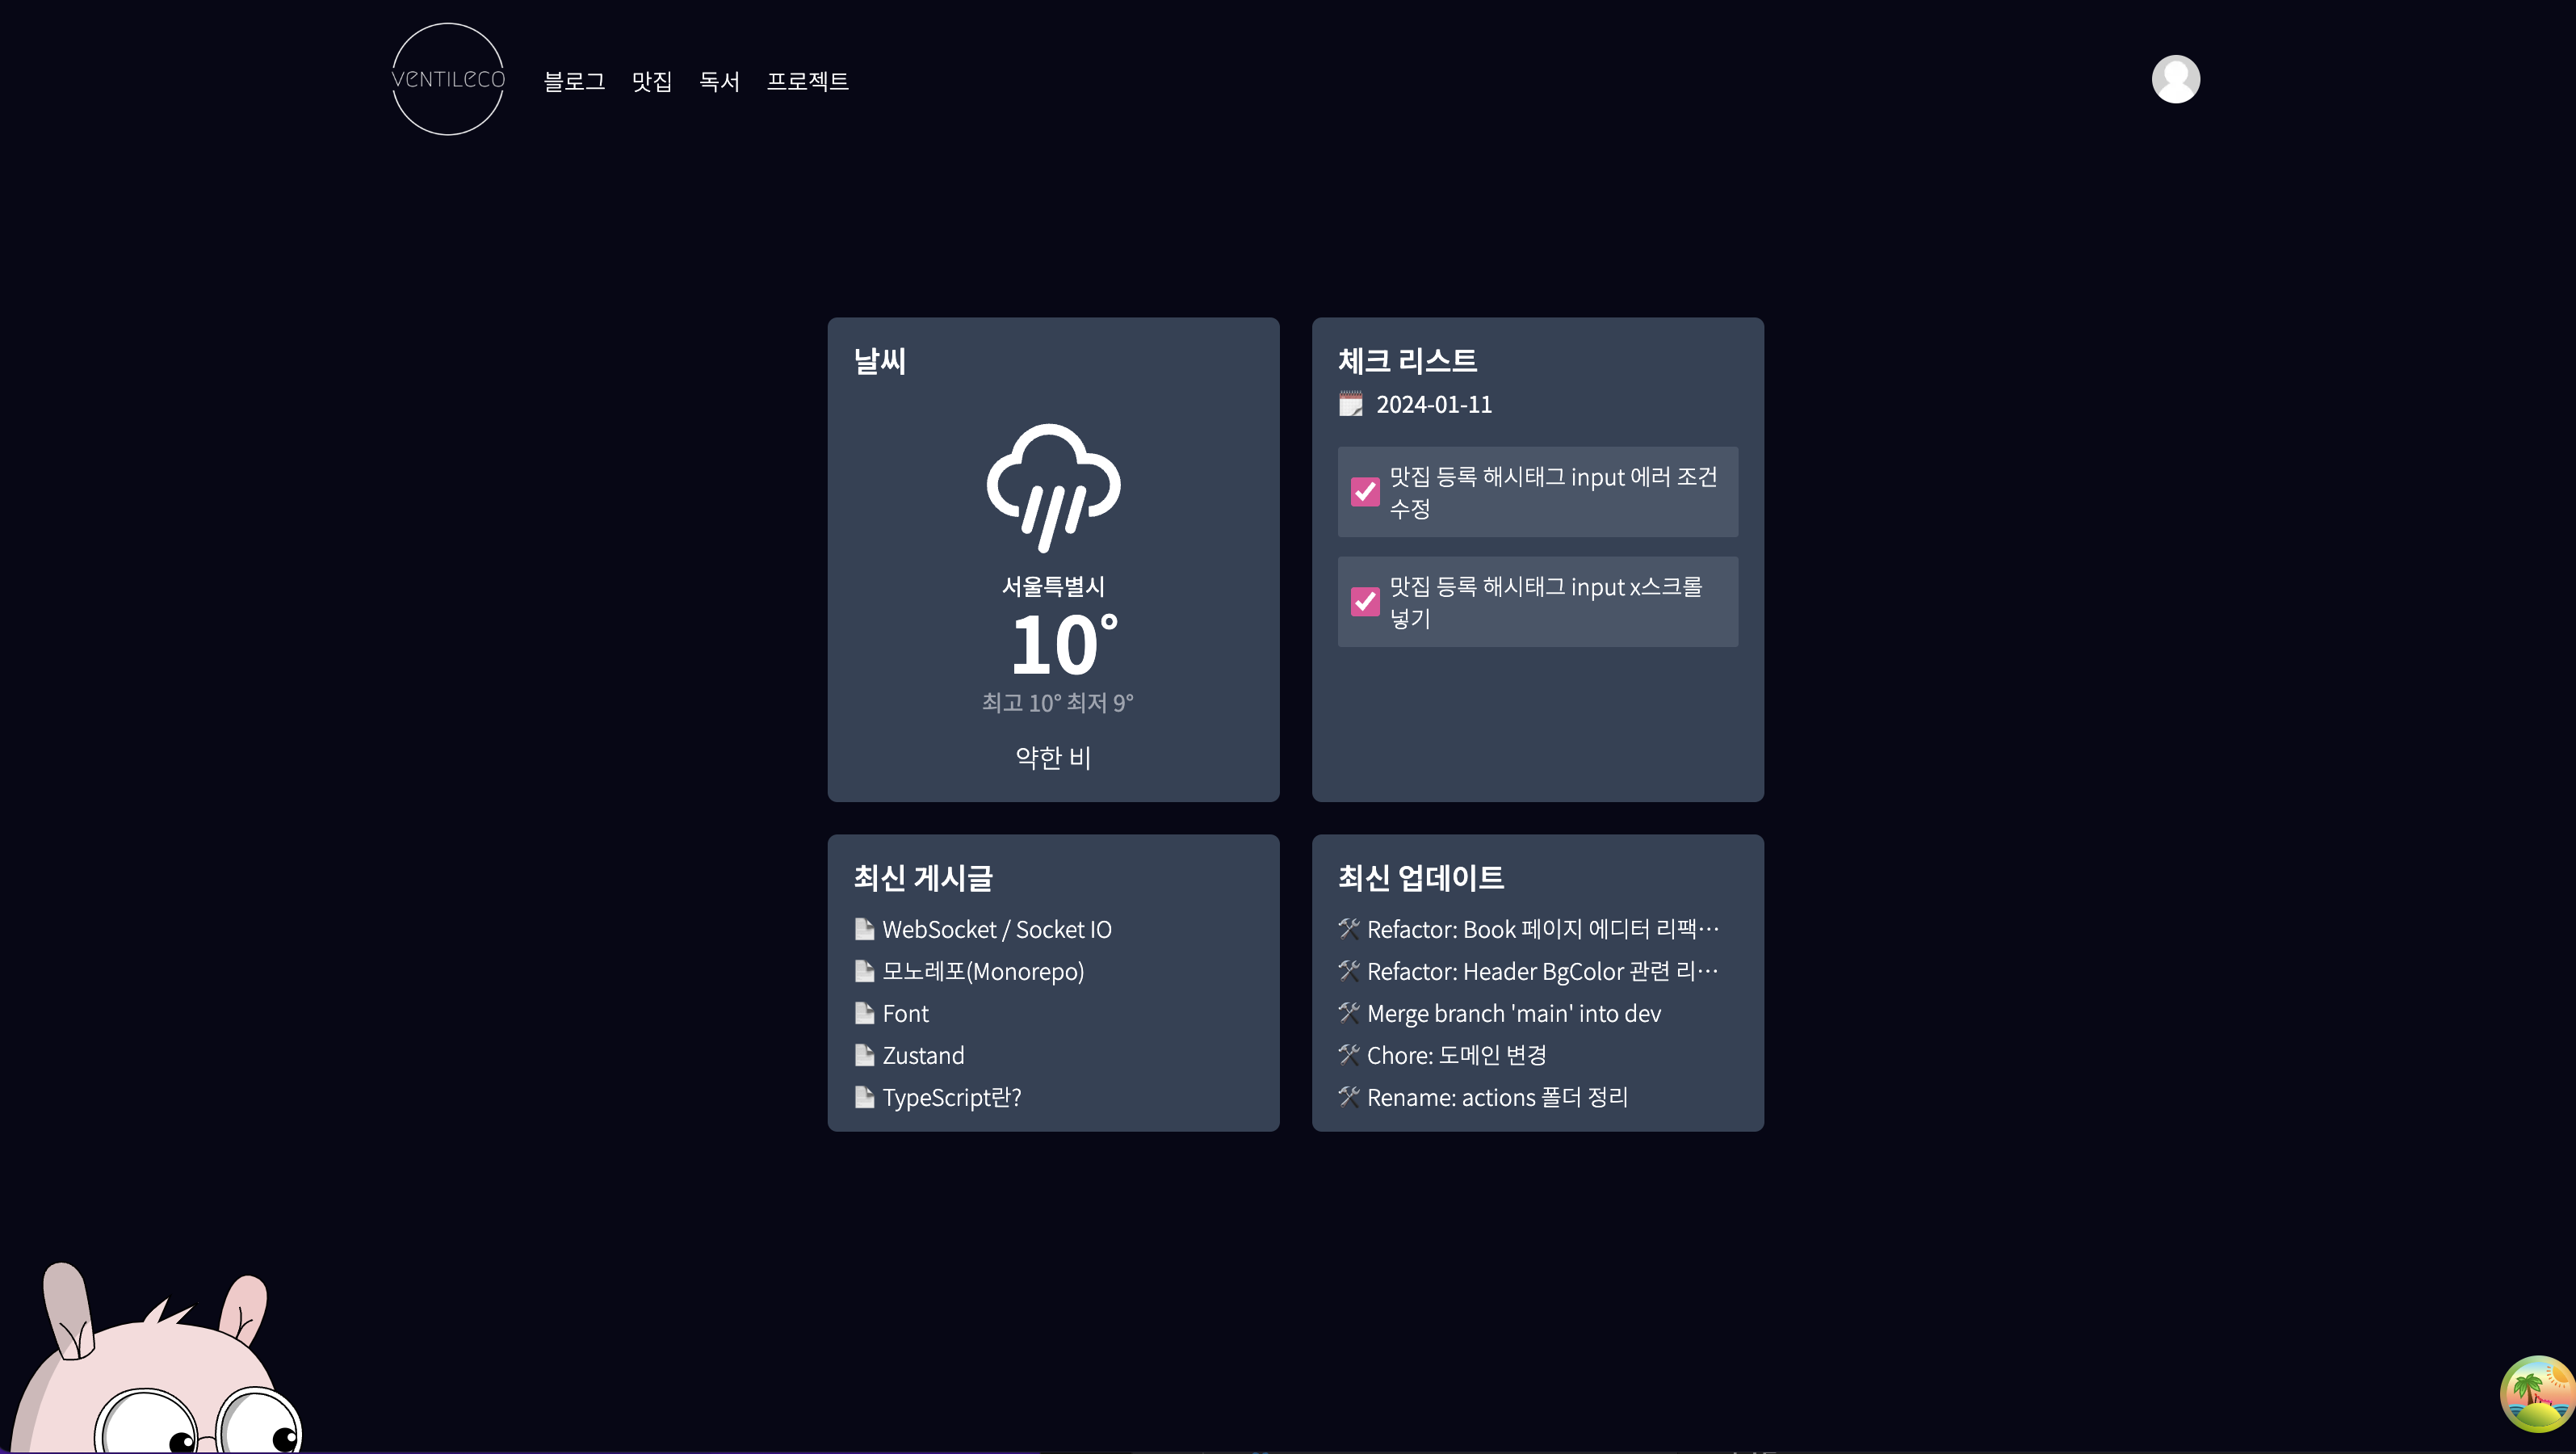 VENTILECO
블로그 맛집 독서 프로젝트
날씨
서울특별시
10°
최고 10° 최저 9°
약한 비
체크 리스트
2024-01-11
맛집 등록 해시태그 input 에러 조건
수정
맛집 등록 해시태그 input x스크롤
넣기
최신 게시글
WebSocket / Socket IO
모노레포(Monorepo)
Font
Zustand
TypeScript란?
최신 업데이트
Refactor: Book 페이지 에디터 리팩…
Refactor: Header BgColor 관련 리…
Merge branch 'main' into dev
Chore: 도메인 변경
Rename: actions 폴더 정리